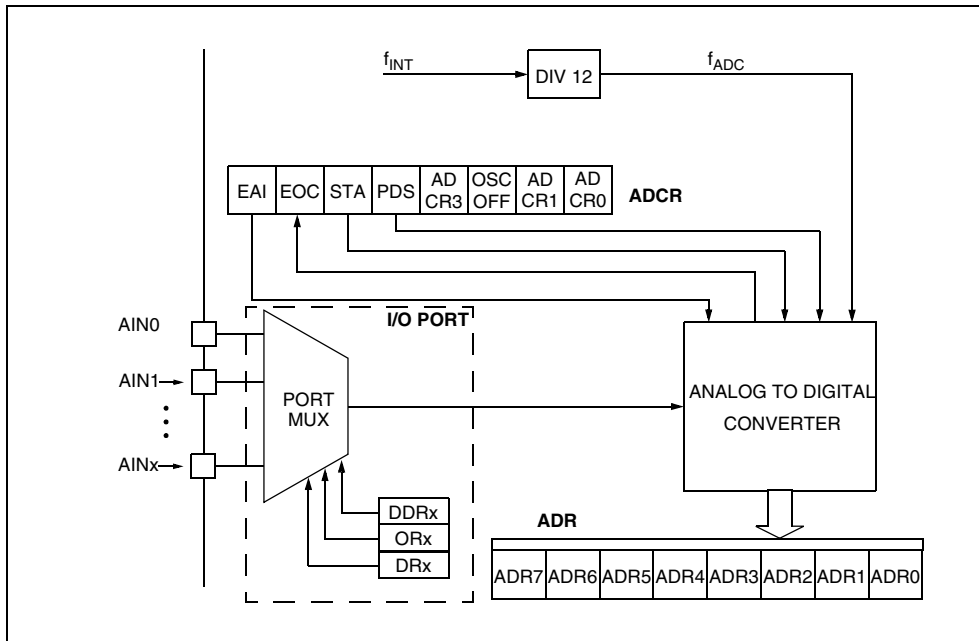 fINT
DIV 12
fADC
EAI EOC STA PDS AD CR3 OSC OFF AD CR1 AD CR0
ADCR
I/O PORT
AIN0
AIN1
AINx
PORT
MUX
ANALOG TO DIGITAL
CONVERTER
DDRx
ORx
DRx
ADR
ADR7 ADR6 ADR5 ADR4 ADR3 ADR2 ADR1 ADR0